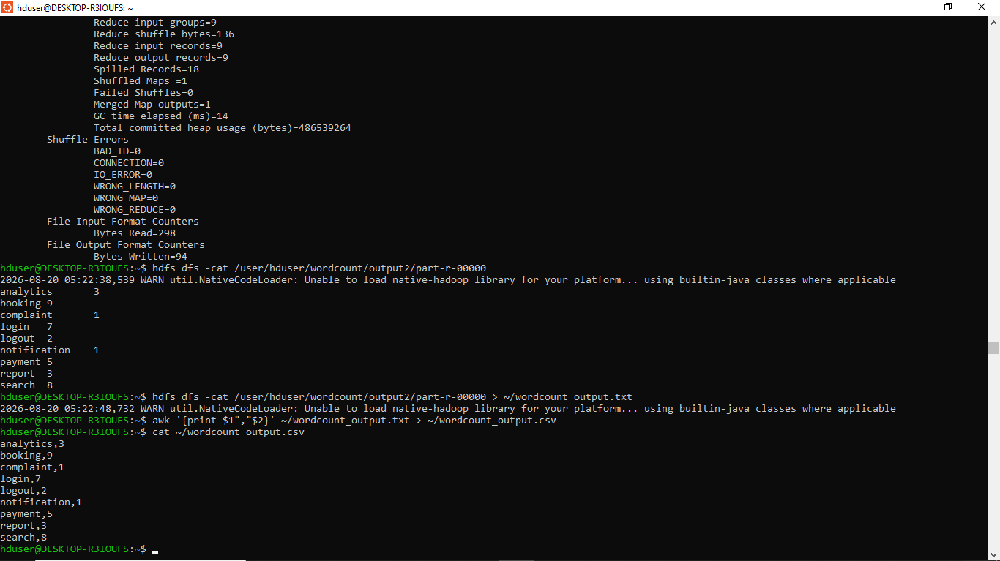 hduser@DESKTOP-R3IOUFS: ~
Reduce input groups=9
Reduce shuffle bytes=136
Reduce input records=9
Reduce output records=9
Spilled Records=18
Shuffled Maps =1
Failed Shuffles=0
Merged Map outputs=1
GC time elapsed (ms)=14
Total committed heap usage (bytes)=486539264
Shuffle Errors
BAD_ID=0
CONNECTION=0
IO_ERROR=0
WRONG_LENGTH=0
WRONG_MAP=0
WRONG_REDUCE=0
File Input Format Counters
Bytes Read=298
File Output Format Counters
Bytes Written=94
hduser@DESKTOP-R3IOUFS:~$ hdfs dfs -cat /user/hduser/wordcount/output2/part-r-00000
2026-08-20 05:22:38,539 WARN util.NativeCodeLoader: Unable to load native-hadoop library for your platform... using builtin-java classes where applicable
analytics 3
booking 9
complaint 1
login 7
logout 2
notification 1
payment 5
report 3
search 8
hduser@DESKTOP-R3IOUFS:~$ hdfs dfs -cat /user/hduser/wordcount/output2/part-r-00000 > ~/wordcount_output.txt
2026-08-20 05:22:48,732 WARN util.NativeCodeLoader: Unable to load native-hadoop library for your platform... using builtin-java classes where applicable
hduser@DESKTOP-R3IOUFS:~$ awk '{print $1","$2}' ~/wordcount_output.txt > ~/wordcount_output.csv
hduser@DESKTOP-R3IOUFS:~$ cat ~/wordcount_output.csv
analytics,3
booking,9
complaint,1
login,7
logout,2
notification,1
payment,5
report,3
search,8
hduser@DESKTOP-R3IOUFS:~$